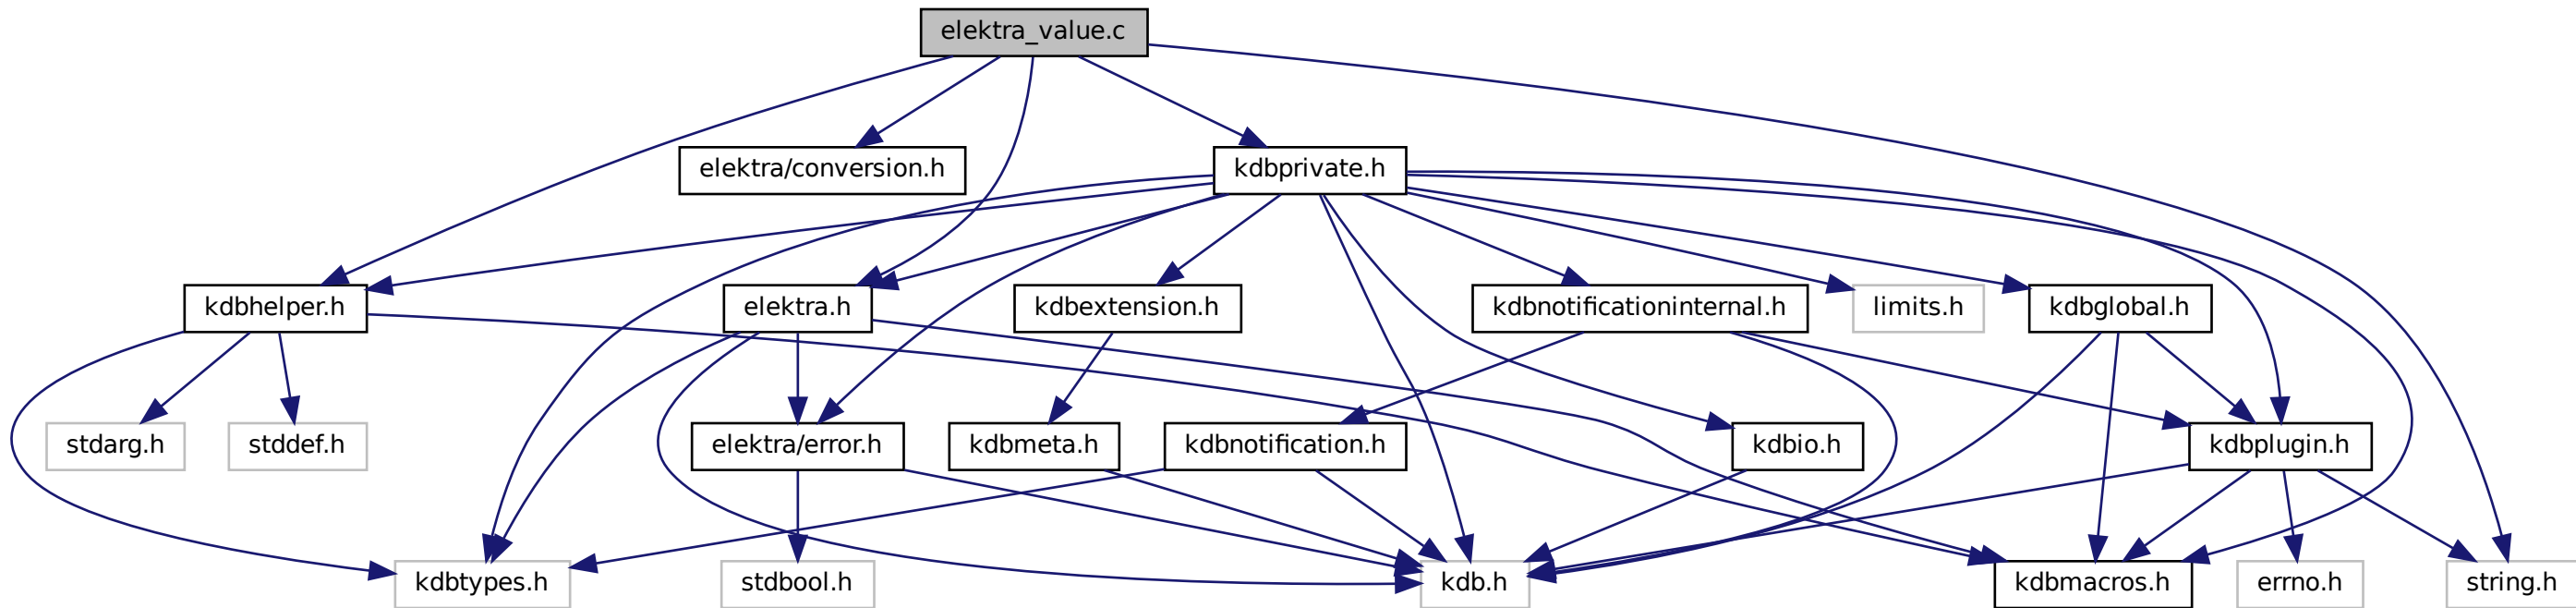 elektra_value.c
elektra/conversion.h
kdbprivate.h
kdbhelper.h
elektra.h
kdbextension.h
kdbnotificationinternal.h
limits.h
kdbglobal.h
stdarg.h
stddef.h
elektra/error.h
kdbmeta.h
kdbnotification.h
kdbio.h
kdbplugin.h
kdbtypes.h
stdbool.h
kdb.h
kdbmacros.h
errno.h
string.h